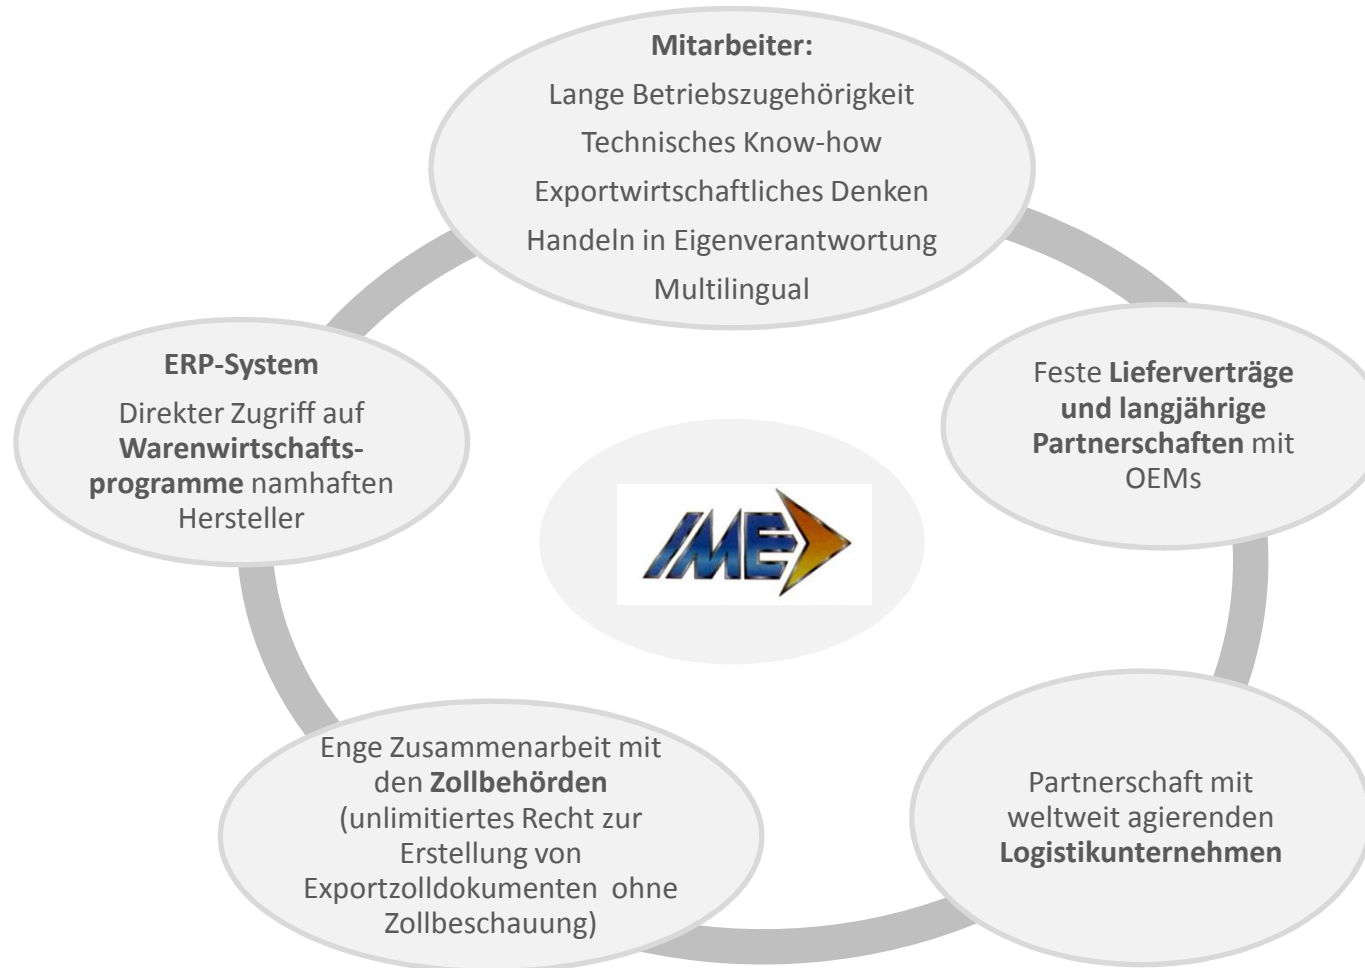 Mitarbeiter:
Lange Betriebszugehörigkeit
Technisches Know-how
Exportwirtschaftliches Denken
Handeln in Eigenverantwortung
Multilingual
ERP-System
Direkter Zugriff auf
Warenwirtschafts-
programme namhaften
Hersteller
Feste Lieferverträge
und langjährige
Partnerschaften mit
OEMs
IME
Enge Zusammenarbeit mit
den Zollbehörden
(unlimitiertes Recht zur
Erstellung von
Exportzolldokumenten ohne
Zollbeschauung)
Partnerschaft mit
weltweit agierenden
Logistikunternehmen